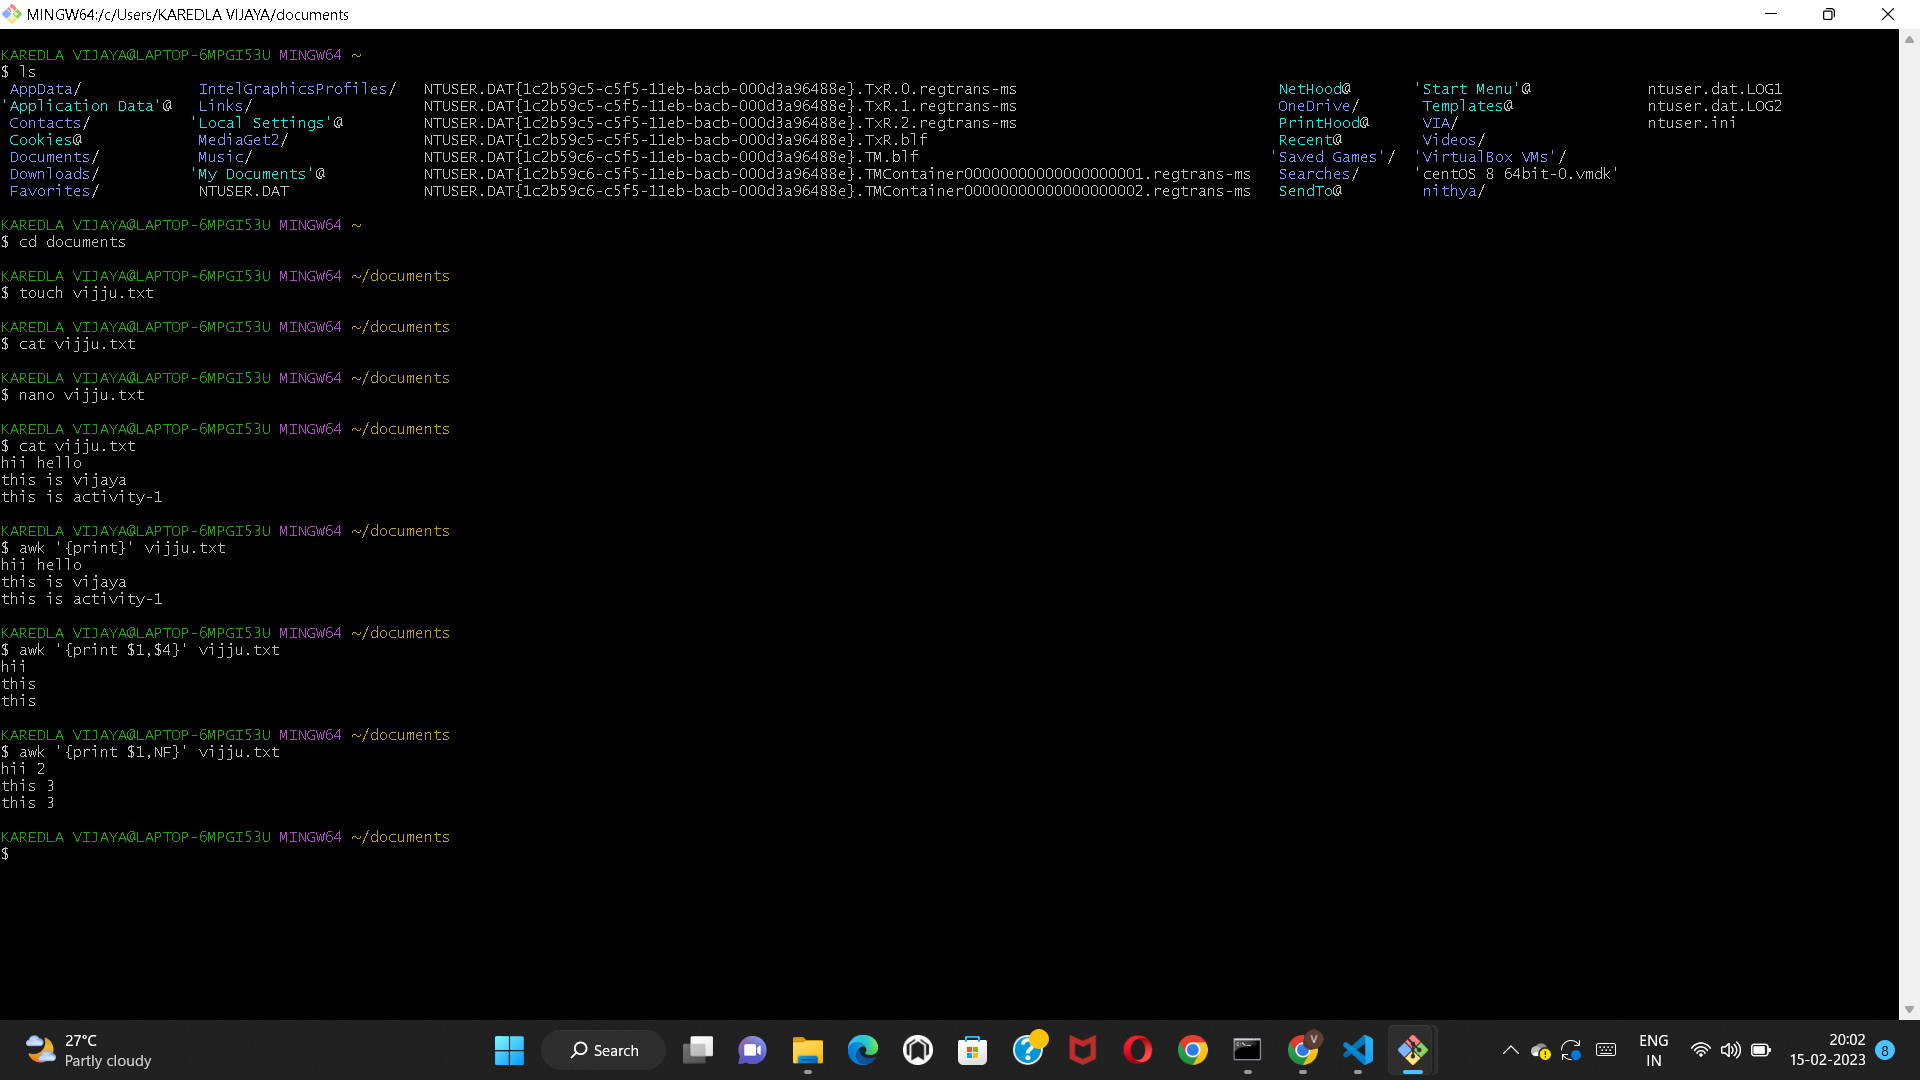 MINGW64:/c/Users/KAREDLA VIJAYA/documents
KAREDLA VIJAYA@LAPTOP-6MPGI53U MINGW64 ~
$ ls
AppData/ IntelGraphicsProfiles/ NTUSER.DAT{1c2b59c5-c5f5-11eb-bacb-000d3a96488e}.TxR.0.regtrans-ms NetHood@ 'Start Menu'@ ntuser.dat.LOG1
'Application Data'@ Links/ NTUSER.DAT{1c2b59c5-c5f5-11eb-bacb-000d3a96488e}.TxR.1.regtrans-ms OneDrive/ Templates@ ntuser.dat.LOG2
Contacts/ 'Local Settings'@ NTUSER.DAT{1c2b59c5-c5f5-11eb-bacb-000d3a96488e}.TxR.2.regtrans-ms PrintHood@ VIA/ ntuser.ini
Cookies@ MediaGet2/ NTUSER.DAT{1c2b59c5-c5f5-11eb-bacb-000d3a96488e}.TxR.blf Recent@ Videos/
Documents/ Music/ NTUSER.DAT{1c2b59c6-c5f5-11eb-bacb-000d3a96488e}.TM.blf 'Saved Games'/ 'VirtualBox VMs'/
Downloads/ 'My Documents'@ NTUSER.DAT{1c2b59c6-c5f5-11eb-bacb-000d3a96488e}.TMContainer00000000000000000001.regtrans-ms Searches/ 'centOS 8 64bit-0.vmdk'
Favorites/ NTUSER.DAT NTUSER.DAT{1c2b59c6-c5f5-11eb-bacb-000d3a96488e}.TMContainer00000000000000000002.regtrans-ms SendTo@ nithya/
KAREDLA VIJAYA@LAPTOP-6MPGI53U MINGW64 ~
$ cd documents
KAREDLA VIJAYA@LAPTOP-6MPGI53U MINGW64 ~/documents
$ touch vijju.txt
KAREDLA VIJAYA@LAPTOP-6MPGI53U MINGW64 ~/documents
$ cat vijju.txt
KAREDLA VIJAYA@LAPTOP-6MPGI53U MINGW64 ~/documents
$ nano vijju.txt
KAREDLA VIJAYA@LAPTOP-6MPGI53U MINGW64 ~/documents
$ cat vijju.txt
hii hello
this is vijaya
this is activity-1
KAREDLA VIJAYA@LAPTOP-6MPGI53U MINGW64 ~/documents
$ awk '{print}' vijju.txt
hii hello
this is vijaya
this is activity-1
KAREDLA VIJAYA@LAPTOP-6MPGI53U MINGW64 ~/documents
$ awk '{print $1,$4}' vijju.txt
hii
this
this
KAREDLA VIJAYA@LAPTOP-6MPGI53U MINGW64 ~/documents
$ awk '{print $1,NF}' vijju.txt
hii 2
this 3
this 3
KAREDLA VIJAYA@LAPTOP-6MPGI53U MINGW64 ~/documents
$
27°C
Partly cloudy
Search
V
ENG
IN
20:02
15-02-2023
8